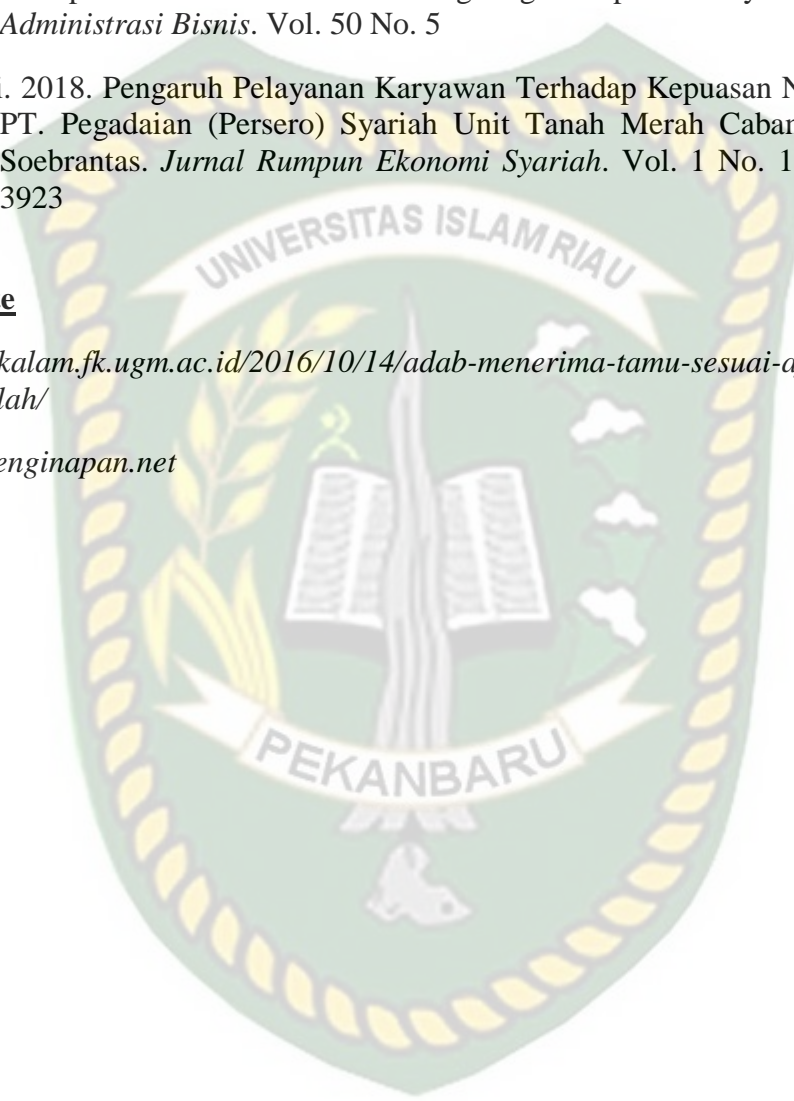 Administrasi Bisnis. Vol. 50 No. 5
i. 2018. Pengaruh Pelayanan Karyawan Terhadap Kepuasan N
PT. Pegadaian (Persero) Syariah Unit Tanah Merah Caban
Soebrantas. Jurnal Rumpun Ekonomi Syariah. Vol. 1 No. 1
3923
UNIVERSITAS ISLAM RIAU
te
kalam.fk.ugm.ac.id/2016/10/14/adab-menerima-tamu-sesuai-a
lah/
enginapan.net
PEKANBARU